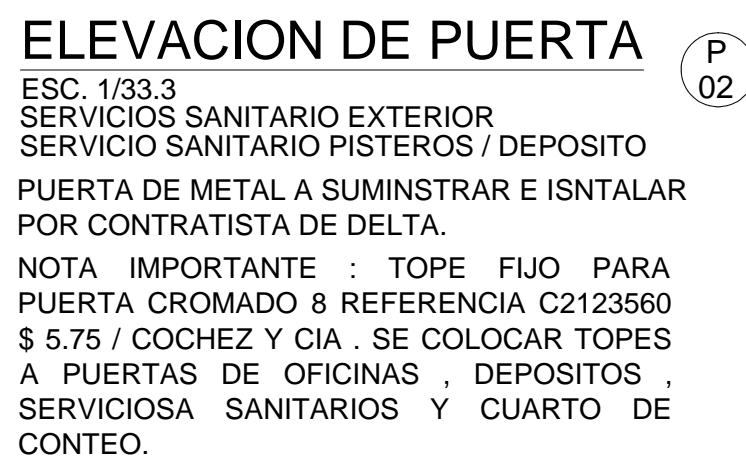 ELEVACION DE PUERTA
P
02
ESC. 1/33.3
SERVICIOS SANITARIO EXTERIOR
SERVICIO SANITARIO PISTEROS / DEPOSITO
PUERTA DE METAL A SUMINSTRAR E ISNTALAR
POR CONTRATISTA DE DELTA.
NOTA IMPORTANTE : TOPE FIJO PARA
PUERTA CROMADO 8 REFERENCIA C2123560
$ 5.75 / COCHEZ Y CIA . SE COLOCAR TOPES
A PUERTAS DE OFICINAS , DEPOSITOS ,
SERVICIOSA SANITARIOS Y CUARTO DE
CONTEO.